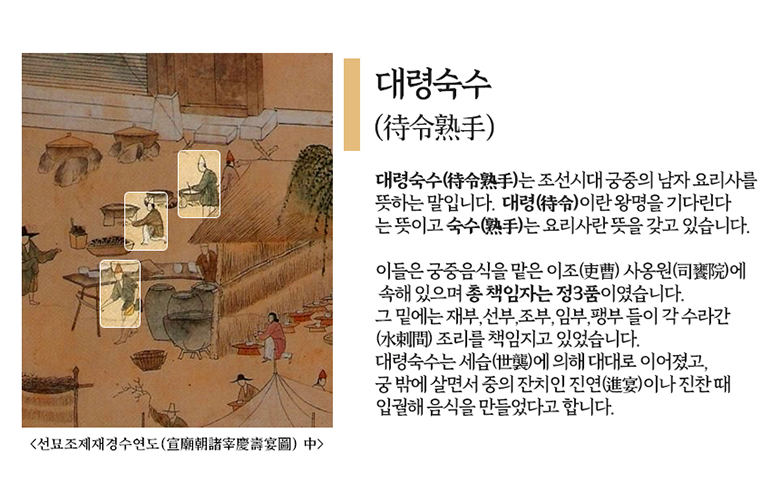 대령숙수
(待令熟手)
대령숙수(待令熟手)는 조선시대 궁중의 남자 요리사를
뜻하는 말입니다. 대령(待令)이란 왕명을 기다린다
는 뜻이고 숙수(熟手)는 요리사란 뜻을 갖고 있습니다.
이들은 궁중음식을 맡은 이조(吏曹) 사옹원(司饔院)에
속해 있으며 총 책임자는 정3품이였습니다.
그 밑에는 재부,선부,조부,임부,팽부 들이 각 수라간
(水剌間) 조리를 책임지고 있었습니다.
대령숙수는 세습(世襲)에 의해 대대로 이어졌고,
궁 밖에 살면서 중의 잔치인 진연(進宴)이나 진찬 때
입궐해 음식을 만들었다고 합니다.
<선묘조제재경수연도(宣廟朝諸宰慶壽宴圖) 中>